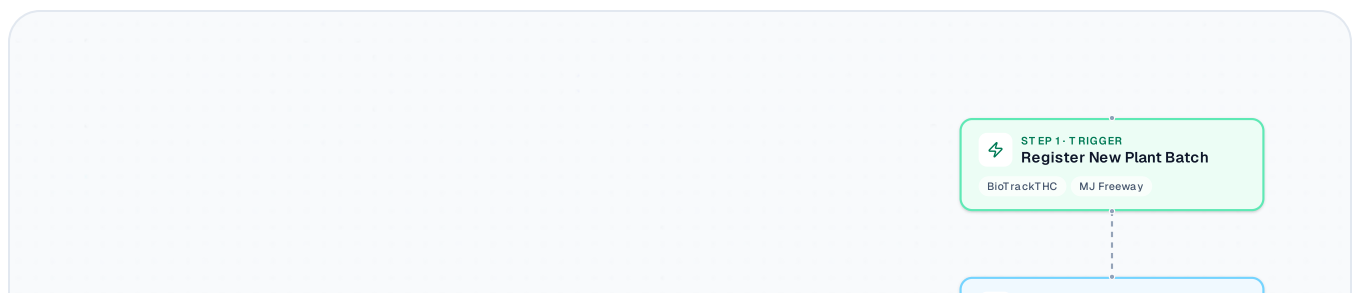 STEP 1 · TRIGGER
Register New Plant Batch
BioTrackTHC MJ Freeway